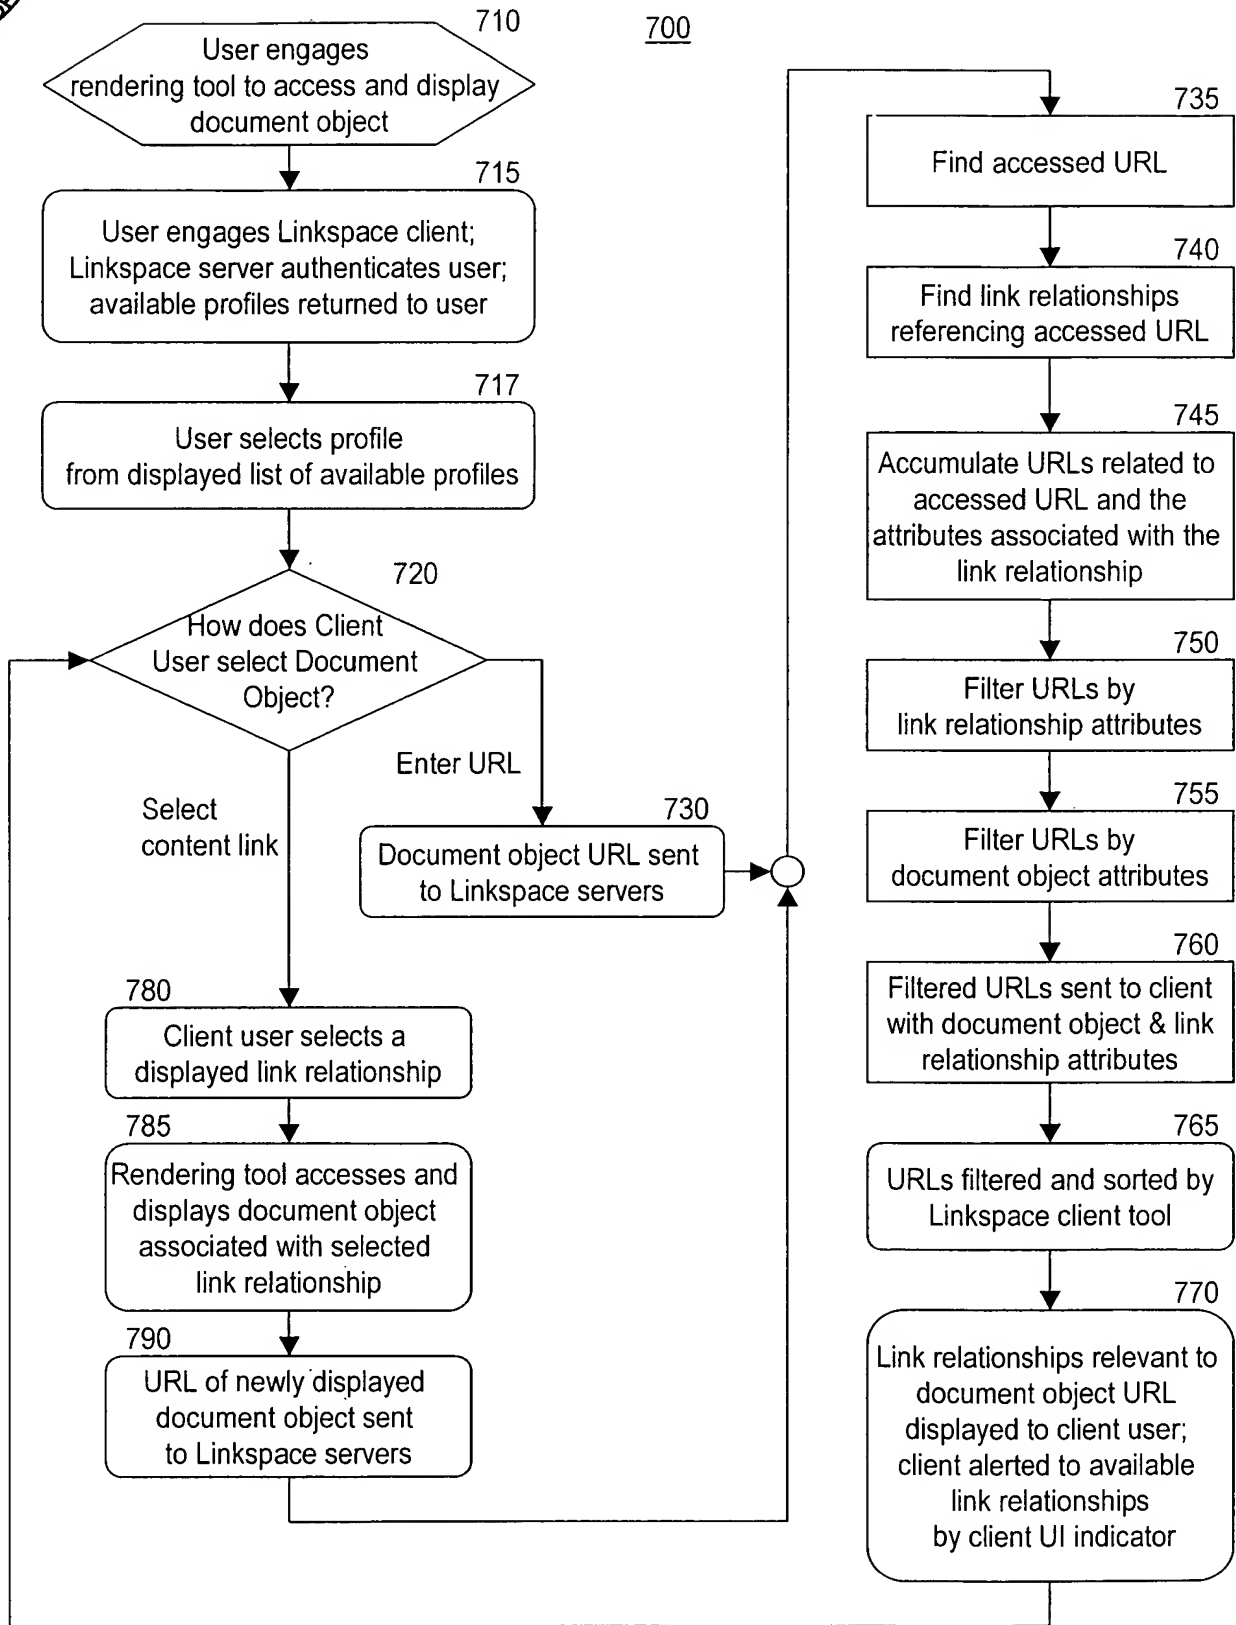 700
710
User engages
rendering tool to access and display
document object
715
User engages Linkspace client;
Linkspace server authenticates user;
available profiles returned to user
717
User selects profile
from displayed list of available profiles
720
How does Client
User select Document
Object?
Enter URL
Select
content link
730
Document object URL sent
to Linkspace servers
780
Client user selects a
displayed link relationship
785
Rendering tool accesses and
displays document object
associated with selected
link relationship
790
URL of newly displayed
document object sent
to Linkspace servers
735
Find accessed URL
740
Find link relationships
referencing accessed URL
745
Accumulate URLs related to
accessed URL and the
attributes associated with the
link relationship
750
Filter URLs by
link relationship attributes
755
Filter URLs by
document object attributes
760
Filtered URLs sent to client
with document object & link
relationship attributes
765
URLs filtered and sorted by
Linkspace client tool
770
Link relationships relevant to
document object URL
displayed to client user;
client alerted to available
link relationships
by client UI indicator